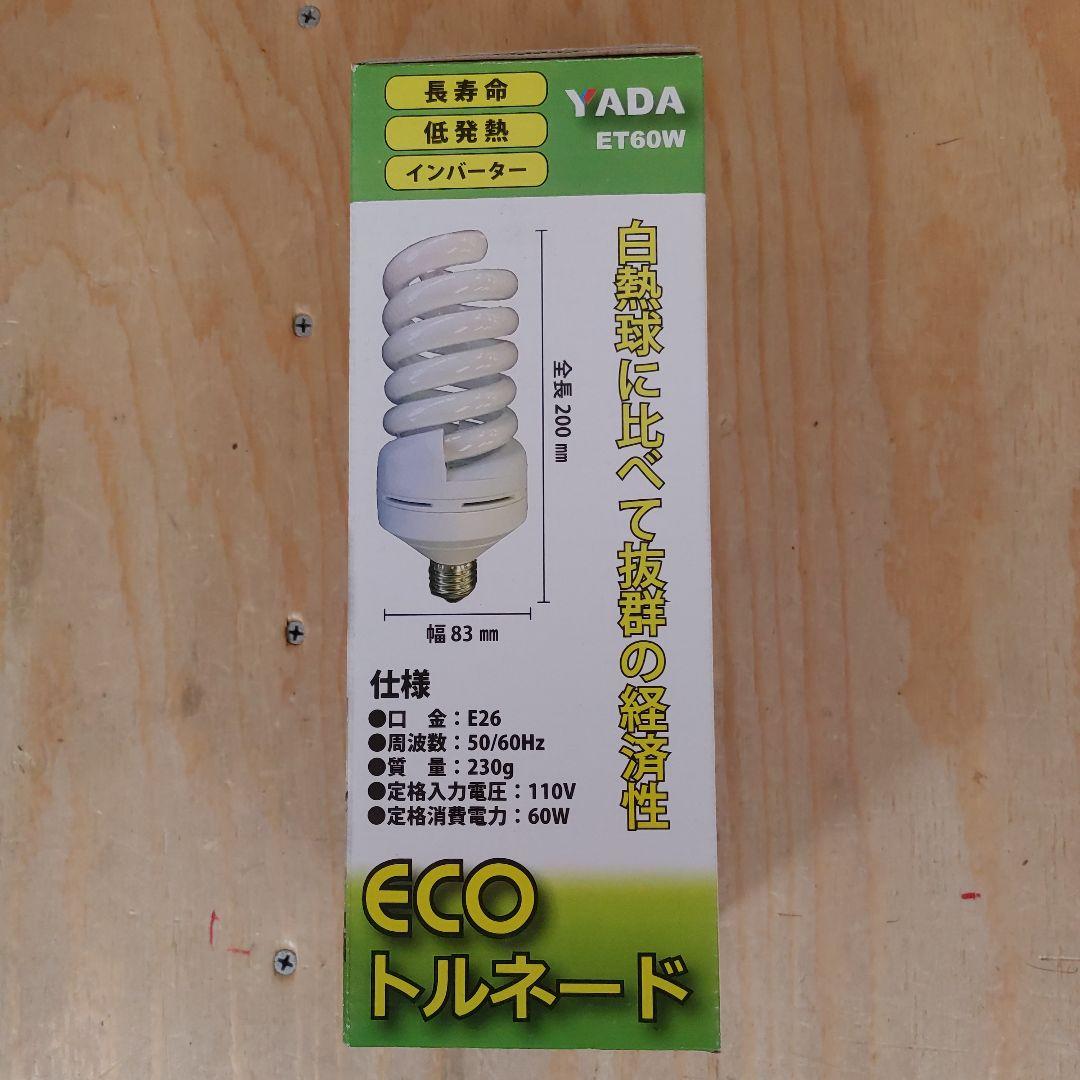 長寿命
低発熱
インバーター
YADA
ET60W
白熱球に比べて抜群の経済性
全長 200 ㎜
幅 83 ㎜
仕様
●口　金：E26
●周波数：50/60Hz
●質　量：230g
●定格入力電圧：110V
●定格消費電力：60W
ECO
トルネード